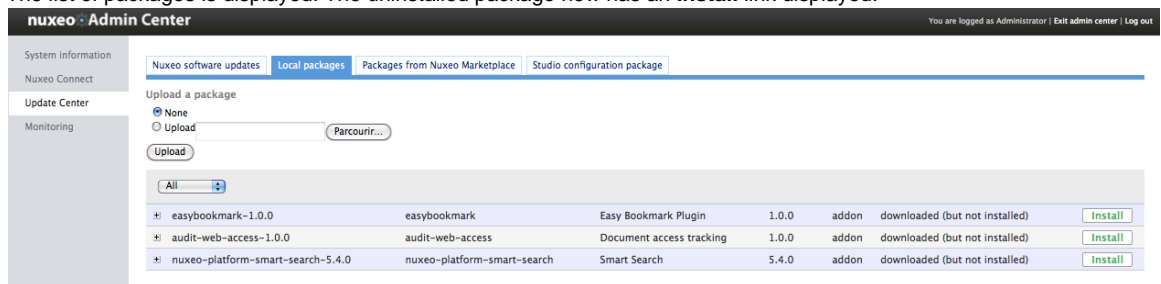 The list of packages is displayed. The uninstalled package now has an Install link displayed.
nuxeo Admin Center
You are logged as Administrator | Exit admin center | Log out
System information
Nuxeo Connect
Update Center
Monitoring
Nuxeo software updates Local packages Packages from Nuxeo Marketplace Studio configuration package
Upload a package
None
Upload Parcourir...
Upload
All
easybookmark-1.0.0 easybookmark Easy Bookmark Plugin 1.0.0 addon downloaded (but not installed) Install
audit-web-access-1.0.0 audit-web-access Document access tracking 1.0.0 addon downloaded (but not installed) Install
nuxeo-platform-smart-search-5.4.0 nuxeo-platform-smart-search Smart Search 5.4.0 addon downloaded (but not installed) Install